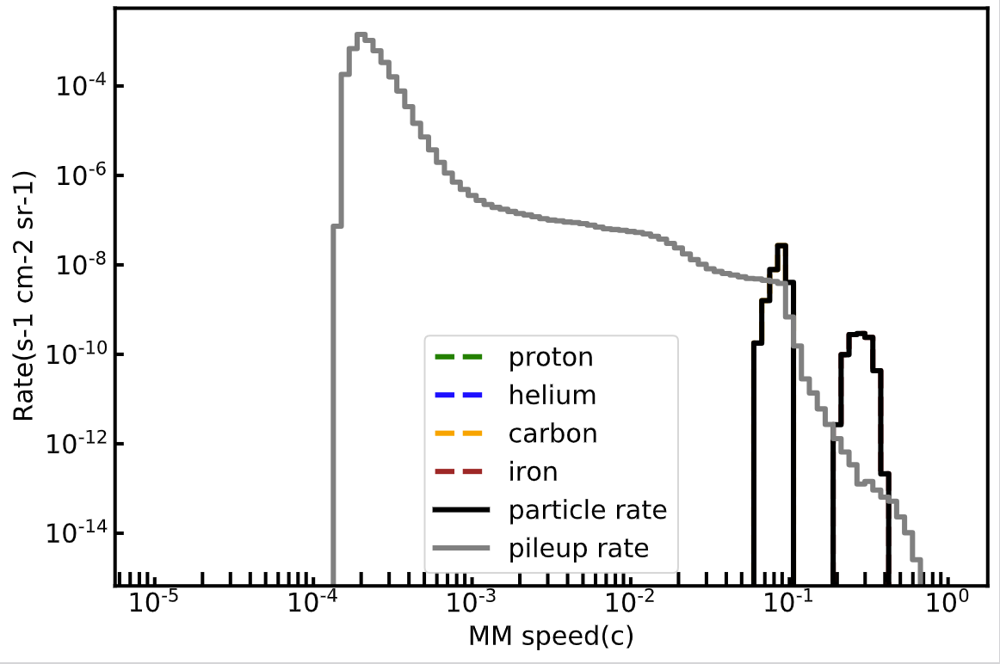 Rate(s-1 cm-2 sr-1)
10⁻⁴
10⁻⁶
10⁻⁸
10⁻¹⁰
10⁻¹²
10⁻¹⁴
proton
helium
carbon
iron
particle rate
pileup rate
10⁻⁵ 10⁻⁴ 10⁻³ 10⁻² 10⁻¹ 10⁰
MM speed(c)